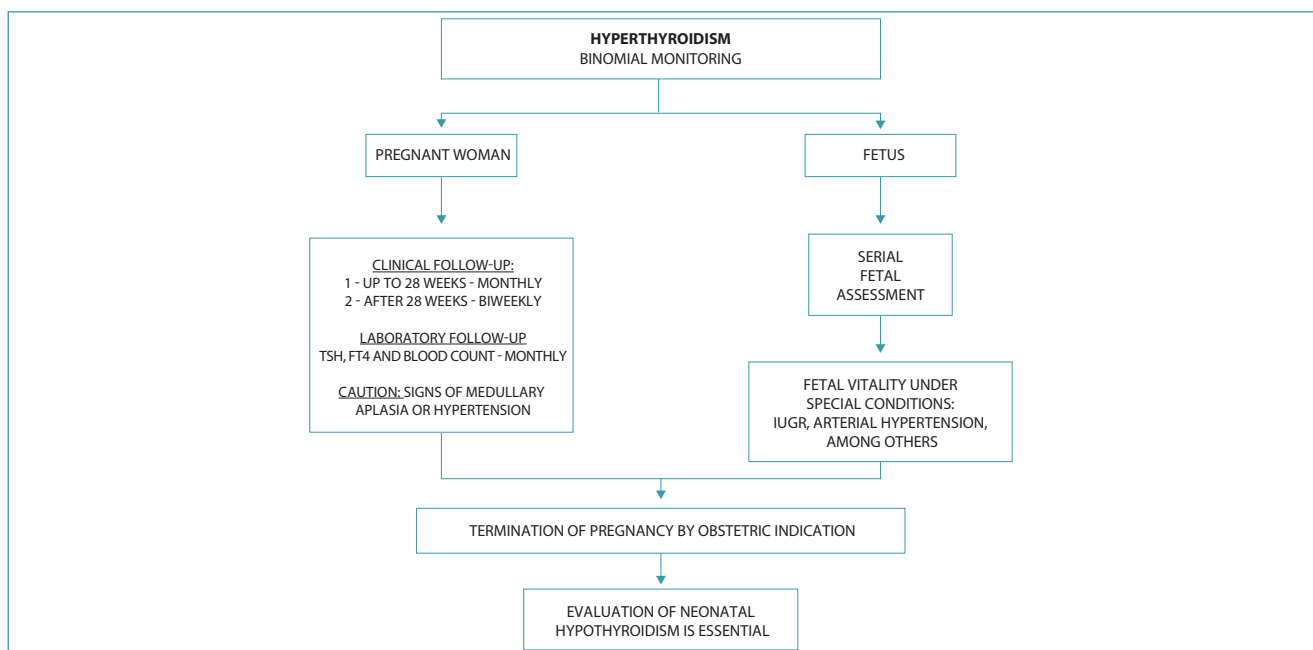 HYPERTHYROIDISM
BINOMIAL MONITORING
PREGNANT WOMAN
FETUS
CLINICAL FOLLOW-UP:
1 - UP TO 28 WEEKS - MONTHLY
2 - AFTER 28 WEEKS - BIWEEKLY
LABORATORY FOLLOW-UP
TSH, FT4 AND BLOOD COUNT - MONTHLY
CAUTION: SIGNS OF MEDULLARY
APLASIA OR HYPERTENSION
SERIAL
FETAL
ASSESSMENT
FETAL VITALITY UNDER
SPECIAL CONDITIONS:
IUGR, ARTERIAL HYPERTENSION,
AMONG OTHERS
TERMINATION OF PREGNANCY BY OBSTETRIC INDICATION
EVALUATION OF NEONATAL
HYPOTHYROIDISM IS ESSENTIAL